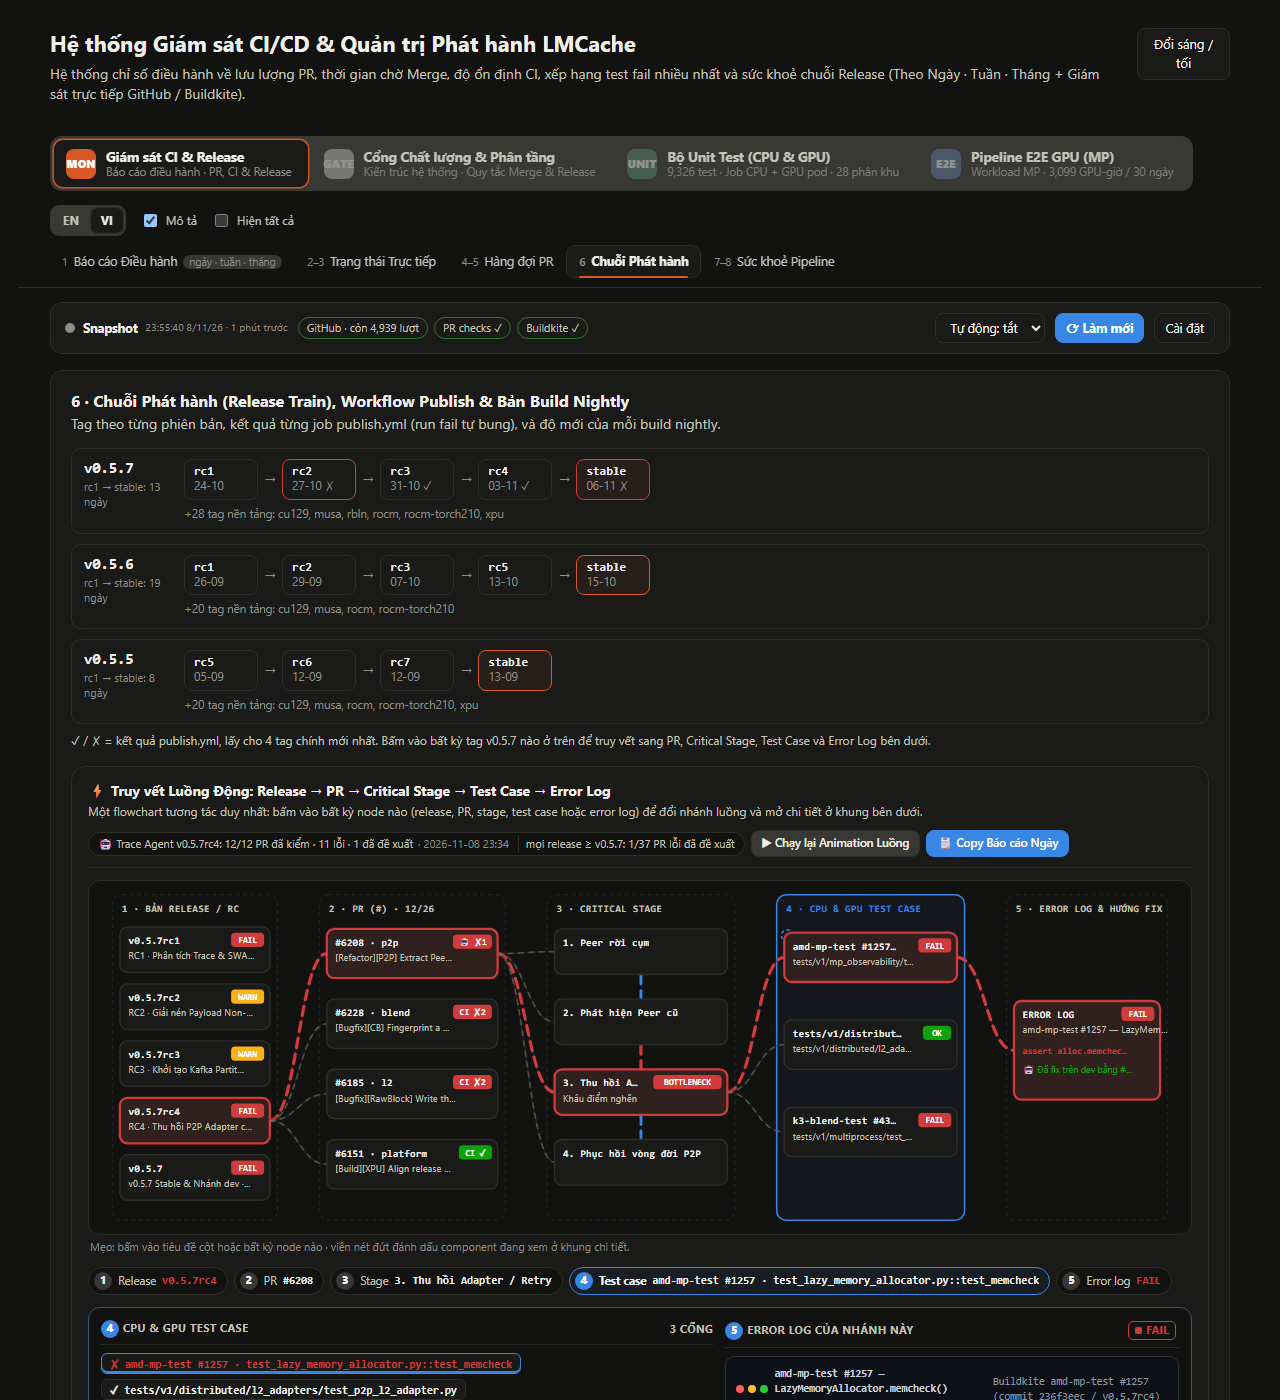 Hệ thống Giám sát CI/CD & Quản trị Phát hành LMCache
Hệ thống chỉ số điều hành về lưu lượng PR, thời gian chờ Merge, độ ổn định CI, xếp hạng test fail nhiều nhất và sức khoẻ chuỗi Release (Theo Ngày · Tuần · Tháng + Giám
sát trực tiếp GitHub / Buildkite).
Đổi sáng /
tối
MON
Giám sát CI & Release
Báo cáo điều hành · PR, CI & Release
GATE
Cổng Chất lượng & Phân tầng
Kiến trúc hệ thống · Quy tắc Merge & Release
UNIT
Bộ Unit Test (CPU & GPU)
9,326 test · Job CPU + GPU pod · 28 phân khu
E2E
Pipeline E2E GPU (MP)
Workload MP · 3,099 GPU-giờ / 30 ngày
EN VI Mô tả Hiện tất cả
1 Báo cáo Điều hành ngày · tuần · tháng 2–3 Trạng thái Trực tiếp 4–5 Hàng đợi PR 6 Chuỗi Phát hành 7–8 Sức khoẻ Pipeline
Snapshot 23:55:40 8/11/26 · 1 phút trước GitHub · còn 4,939 lượt PR checks ✓ Buildkite ✓ Tự động: tắt ⟳ Làm mới Cài đặt
6 · Chuỗi Phát hành (Release Train), Workflow Publish & Bản Build Nightly
Tag theo từng phiên bản, kết quả từng job publish.yml (run fail tự bung), và độ mới của mỗi build nightly.
v0.5.7
rc1 → stable: 13
ngày
rc1 → rc2 → rc3 → rc4 → stable
24-10 27-10 ✗ 31-10 ✓ 03-11 ✓ 06-11 ✗
+28 tag nền tảng: cu129, musa, rbln, rocm, rocm-torch210, xpu
v0.5.6
rc1 → stable: 19
ngày
rc1 → rc2 → rc3 → rc5 → stable
26-09 29-09 07-10 13-10 15-10
+20 tag nền tảng: cu129, musa, rocm, rocm-torch210
v0.5.5
rc1 → stable: 8
ngày
rc5 → rc6 → rc7 → stable
05-09 12-09 12-09 13-09
+20 tag nền tảng: cu129, musa, rocm, rocm-torch210, xpu
✓ / ✗ = kết quả publish.yml, lấy cho 4 tag chính mới nhất. Bấm vào bất kỳ tag v0.5.7 nào ở trên để truy vết sang PR, Critical Stage, Test Case và Error Log bên dưới.
Truy vết Luồng Động: Release → PR → Critical Stage → Test Case → Error Log
Một flowchart tương tác duy nhất: bấm vào bất kỳ node nào (release, PR, stage, test case hoặc error log) để đổi nhánh luồng và mở chi tiết ở khung bên dưới.
Trace Agent v0.5.7rc4: 12/12 PR đã kiểm · 11 lỗi · 1 đã đề xuất · 2026-11-08 23:34 mọi release ≥ v0.5.7: 1/37 PR lỗi đã đề xuất ▶ Chạy lại Animation Luồng Copy Báo cáo Ngày
1 · BẢN RELEASE / RC
v0.5.7rc1 FAIL
RC1 · Phân tích Trace & SWA...
v0.5.7rc2 WARN
RC2 · Giải nén Payload Non-...
v0.5.7rc3 WARN
RC3 · Khởi tạo Kafka Partit...
v0.5.7rc4 FAIL
RC4 · Thu hồi P2P Adapter c...
v0.5.7 FAIL
v0.5.7 Stable & Nhánh dev -...
2 · PR (#) · 12/26
#6208 · p2p ✗1
[Refactor][P2P] Extract Pee...
#6228 · blend CI ✗2
[Bugfix][CB] Fingerprint a ...
#6185 · l2 CI ✗2
[Bugfix][RawBlock] Write th...
#6151 · platform CI ✓
[Build][XPU] Align release ...
3 · CRITICAL STAGE
1. Peer rời cụm
2. Phát hiện Peer cũ
3. Thu hồi A… BOTTLENECK
Khâu điểm nghẽn
4. Phục hồi vòng đời P2P
4 · CPU & GPU TEST CASE
amd-mp-test #1257… FAIL
tests/v1/mp_observability/t...
tests/v1/distribut… OK
tests/v1/distributed/l2_ada...
k3-blend-test #43… FAIL
tests/v1/multiprocess/test_...
5 · ERROR LOG & HƯỚNG FIX
ERROR LOG FAIL
amd-mp-test #1257 — LazyMem...
assert alloc.memchec…
Đã fix trên dev bằng #...
Mẹo: bấm vào tiêu đề cột hoặc bất kỳ node nào · viền nét đứt đánh dấu component đang xem ở khung chi tiết.
1 Release v0.5.7rc4 2 PR #6208 3 Stage 3. Thu hồi Adapter / Retry 4 Test case amd-mp-test #1257 · test_lazy_memory_allocator.py::test_memcheck 5 Error log FAIL
4 CPU & GPU TEST CASE 3 CỔNG
✗ amd-mp-test #1257 · test_lazy_memory_allocator.py::test_memcheck
✓ tests/v1/distributed/l2_adapters/test_p2p_l2_adapter.py
5 ERROR LOG CỦA NHÁNH NÀY FAIL
amd-mp-test #1257 —
LazyMemoryAllocator.memcheck()
Buildkite amd-mp-test #1257
(commit 236f3eec / v0.5.7rc4)